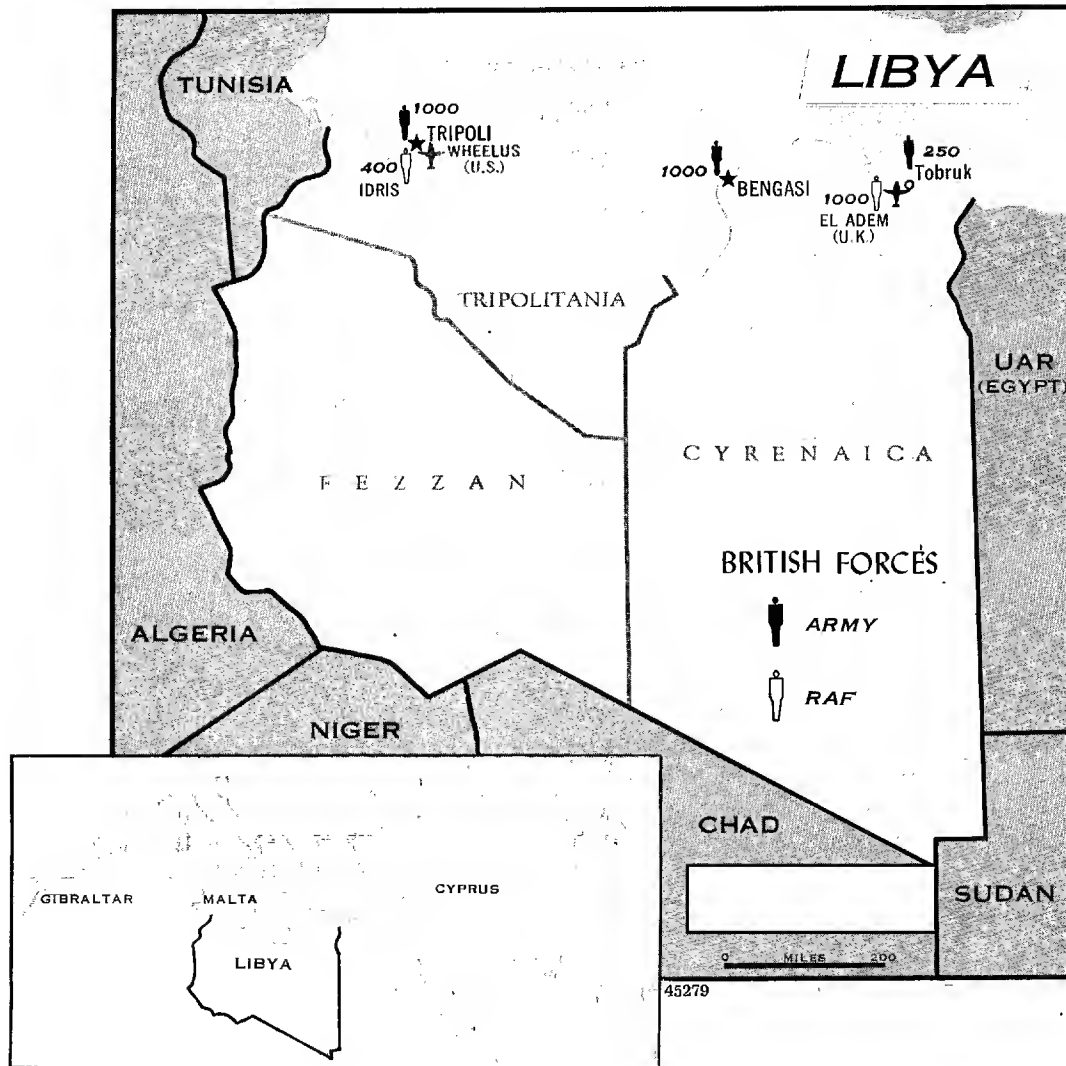 LIBYA
TUNISIA
1000
TRIPOLI
WHEELUS
(U.S.)
400
IDRIS
1000
BENGASI
250
Tobruk
1000
EL ADEM
(U.K.)
TRIPOLITANIA
UAR
(EGYPT)
CYRENAICA
FEZZAN
BRITISH FORCES
ARMY
RAF
ALGERIA
NIGER
CHAD
SUDAN
0 MILES 200
45279
GIBRALTAR
MALTA
CYPRUS
LIBYA